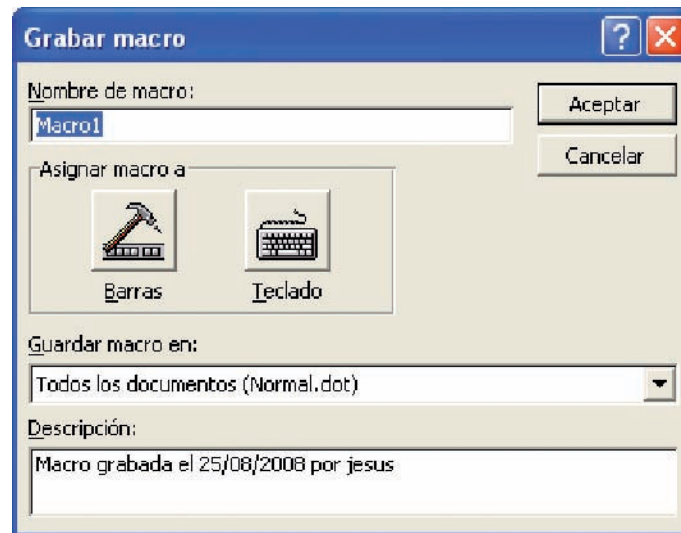 Grabar macro
Nombre de macro:
Macro1
Aceptar
Cancelar
Asignar macro a
Barras
Teclado
Guardar macro en:
Todos los documentos (Normal.dot)
Descripción:
Macro grabada el 25/08/2008 por jesus